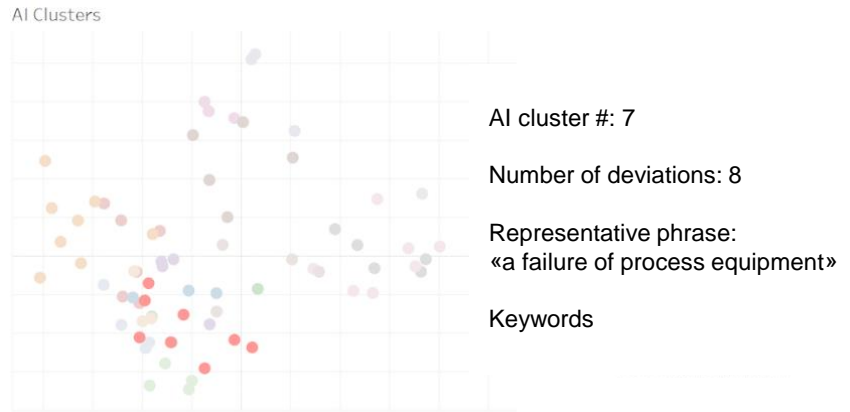 AI Clusters
AI cluster #: 7
Number of deviations: 8
Representative phrase:
«a failure of process equipment»
Keywords